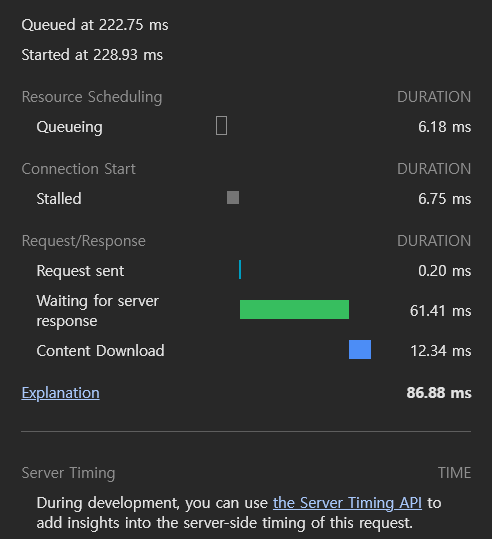 Queued at 222.75 ms
Started at 228.93 ms
Resource Scheduling DURATION
Queueing 6.18 ms
Connection Start DURATION
Stalled 6.75 ms
Request/Response DURATION
Request sent 0.20 ms
Waiting for server
response 61.41 ms
Content Download 12.34 ms
Explanation 86.88 ms
Server Timing TIME
During development, you can use the Server Timing API to
add insights into the server-side timing of this request.